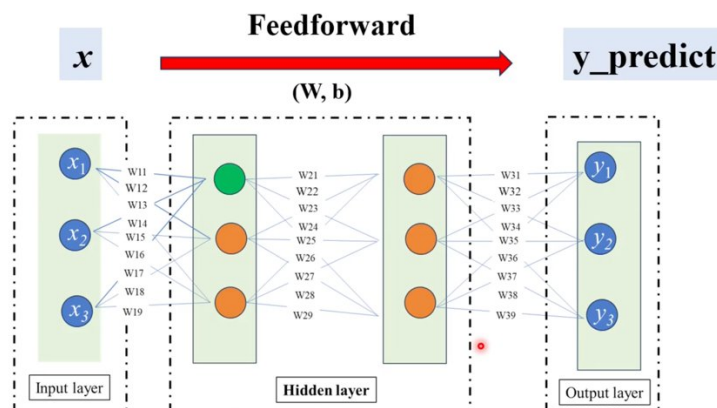 Feedforward
x
y_predict
(W, b)
x1
x2
x3
W11
W12
W13
W14
W15
W16
W17
W18
W19
W21
W22
W23
W24
W25
W26
W27
W28
W29
W31
W32
W33
W34
W35
W36
W37
W38
W39
y1
y2
y3
Input layer
Hidden layer
Output layer